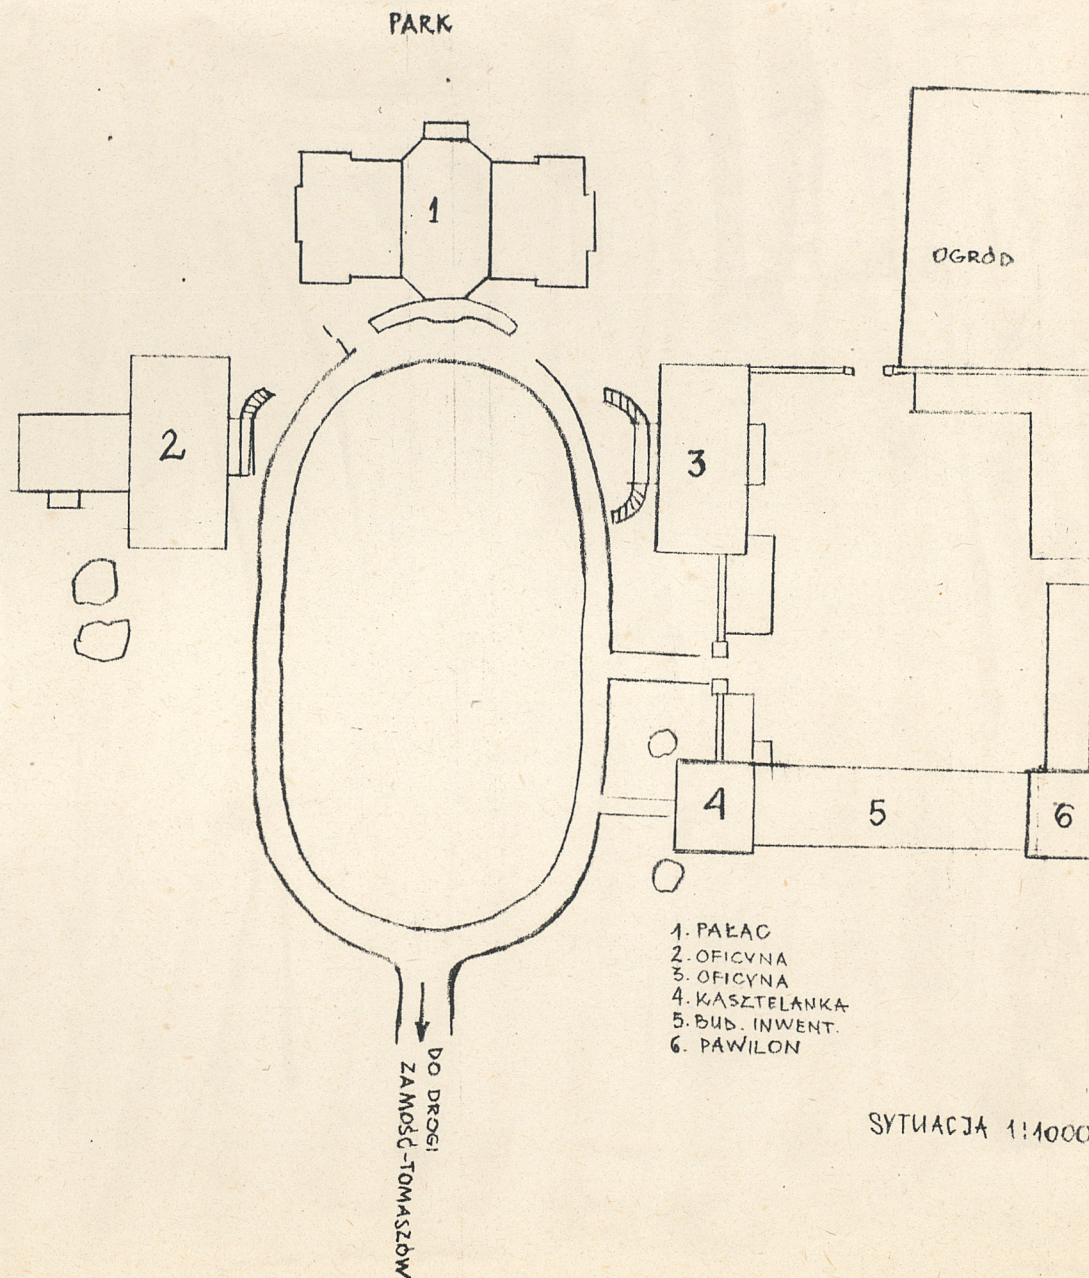 PARK
1
OGRÓD
2
3
4
5
6
1. PAŁAC
2. OFICYNA
3. OFICYNA
4. KASZTELANKA
5. BUD. INWENT.
6. PAWILON
DO DROGI
ZAMOŚĆ-TOMASZÓW
SYTUACJA 1:1000